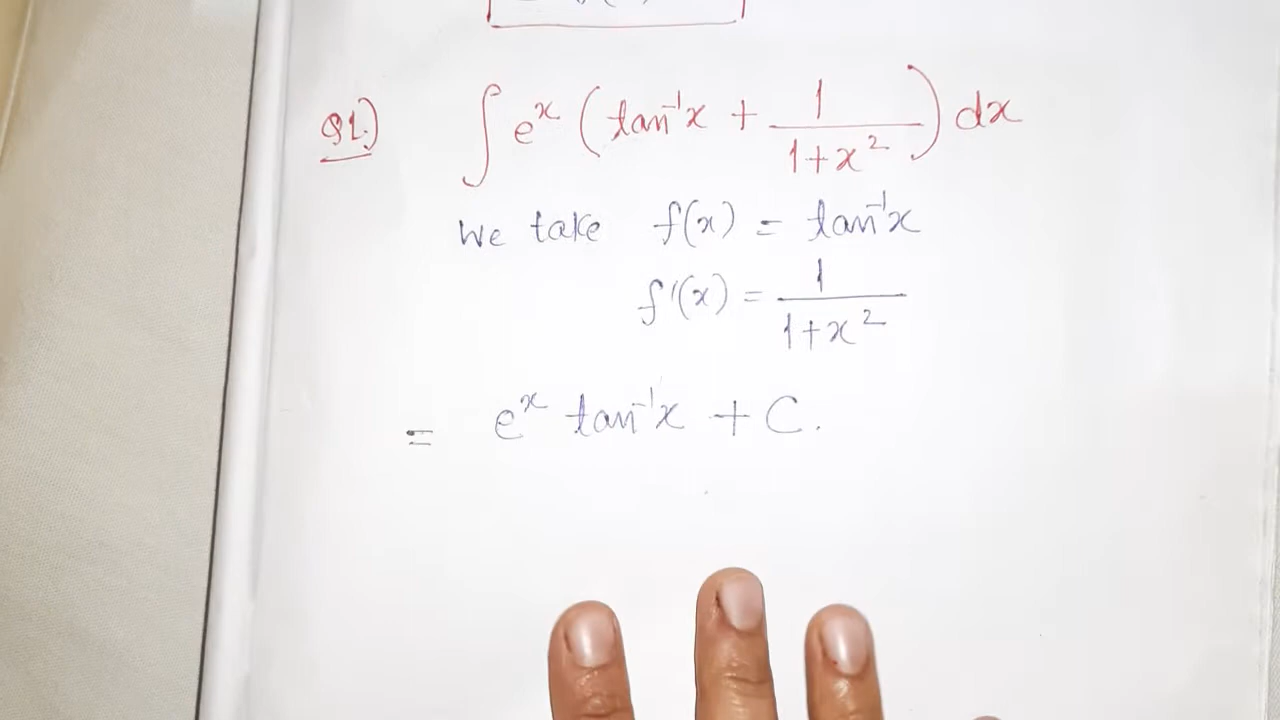 Q1.) ∫ eˣ (tan⁻¹x + 1/(1+x²)) dx
We take f(x) = tan⁻¹x
f'(x) = 1/(1+x²)
= eˣ tan⁻¹x + C.